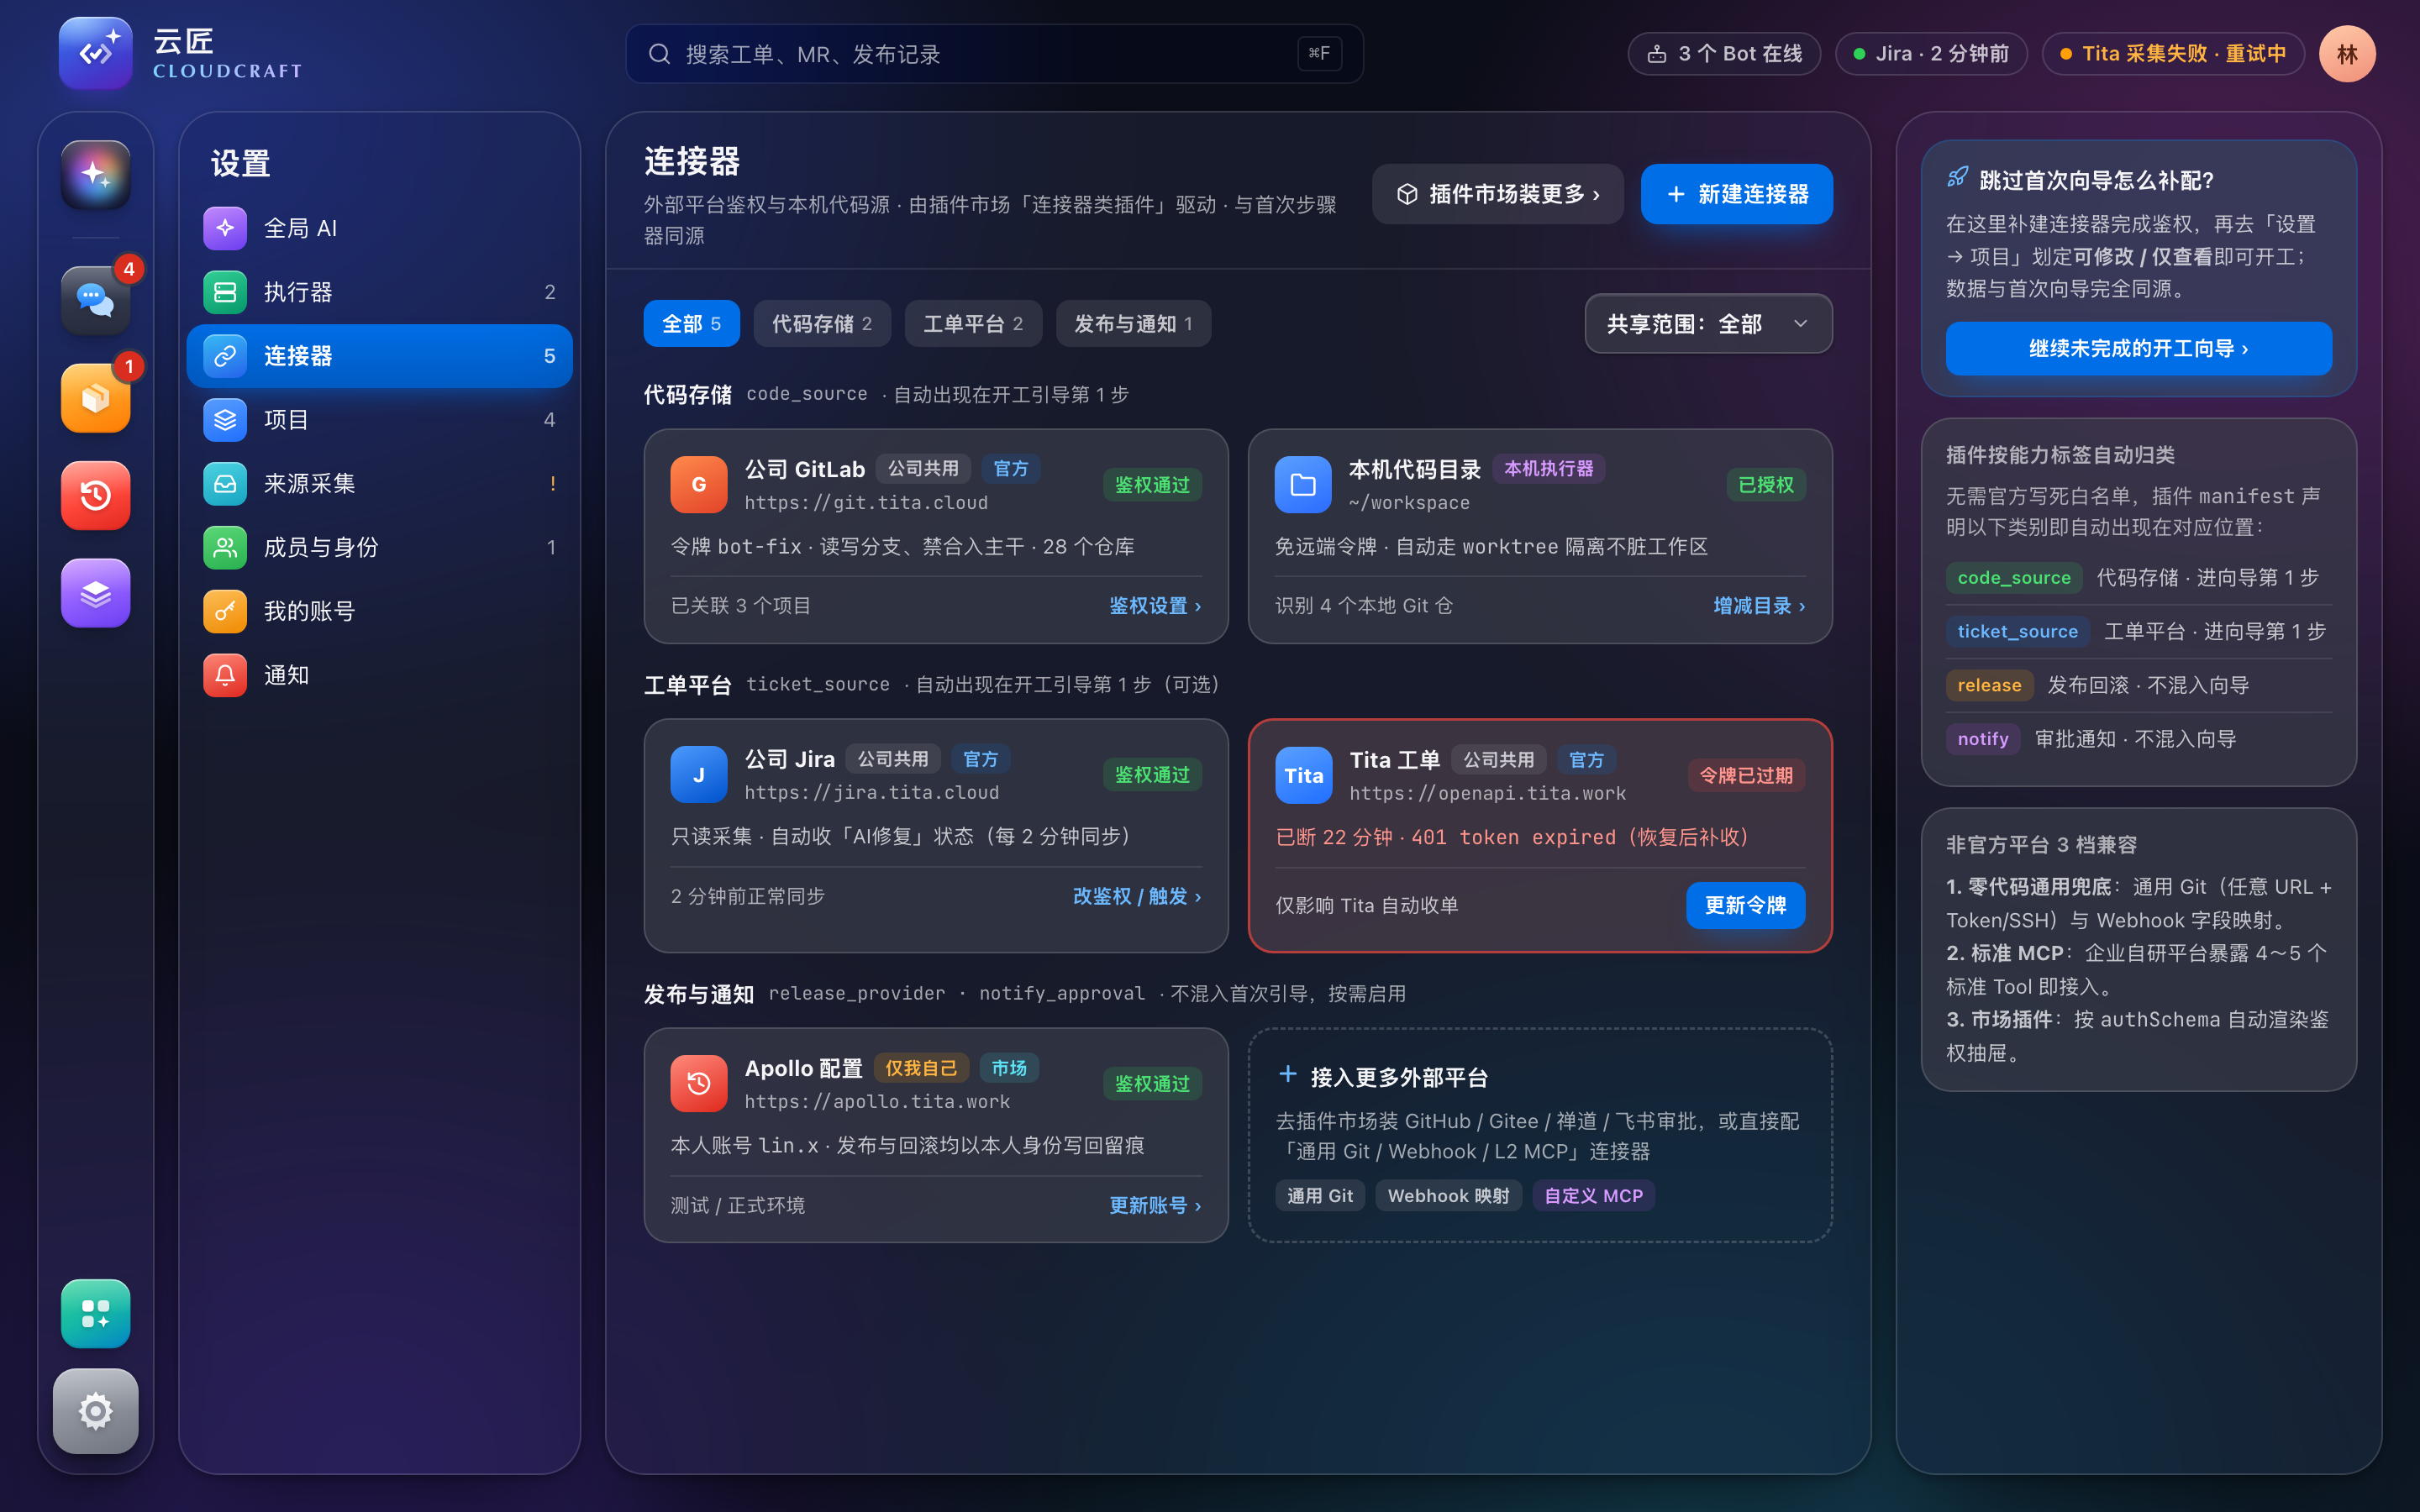 云匠
CLOUDCRAFT
搜索工单、MR、发布记录
⌘F
3 个 Bot 在线
Jira · 2 分钟前
Tita 采集失败 · 重试中
林
4
1
设置
全局 AI
执行器 2
连接器 5
项目 4
来源采集 !
成员与身份 1
我的账号
通知
连接器
外部平台鉴权与本机代码源 · 由插件市场「连接器类插件」驱动 · 与首次步骤
器同源
插件市场装更多 ›
+ 新建连接器
全部 5
代码存储 2
工单平台 2
发布与通知 1
共享范围：全部
代码存储 code_source · 自动出现在开工引导第 1 步
G
公司 GitLab 公司共用 官方
https://git.tita.cloud
鉴权通过
令牌 bot-fix · 读写分支、禁合入主干 · 28 个仓库
已关联 3 个项目
鉴权设置 ›
本机代码目录 本机执行器
~/workspace
已授权
免远端令牌 · 自动走 worktree 隔离不脏工作区
识别 4 个本地 Git 仓
增减目录 ›
工单平台 ticket_source · 自动出现在开工引导第 1 步（可选）
J
公司 Jira 公司共用 官方
https://jira.tita.cloud
鉴权通过
只读采集 · 自动收「AI修复」状态（每 2 分钟同步）
2 分钟前正常同步
改鉴权 / 触发 ›
Tita
Tita 工单 公司共用 官方
https://openapi.tita.work
令牌已过期
已断 22 分钟 · 401 token expired（恢复后补收）
仅影响 Tita 自动收单
更新令牌
发布与通知 release_provider · notify_approval · 不混入首次引导，按需启用
Apollo 配置 仅我自己 市场
https://apollo.tita.work
鉴权通过
本人账号 lin.x · 发布与回滚均以本人身份写回留痕
测试 / 正式环境
更新账号 ›
+ 接入更多外部平台
去插件市场装 GitHub / Gitee / 禅道 / 飞书审批，或直接配
「通用 Git / Webhook / L2 MCP」连接器
通用 Git
Webhook 映射
自定义 MCP
跳过首次向导怎么补配?
在这里补建连接器完成鉴权，再去「设置
→ 项目」划定可修改 / 仅查看即可开工；
数据与首次向导完全同源。
继续未完成的开工向导 ›
插件按能力标签自动归类
无需官方写死白名单，插件 manifest 声
明以下类别即自动出现在对应位置：
code_source 代码存储 · 进向导第 1 步
ticket_source 工单平台 · 进向导第 1 步
release 发布回滚 · 不混入向导
notify 审批通知 · 不混入向导
非官方平台 3 档兼容
1. 零代码通用兜底：通用 Git（任意 URL +
Token/SSH）与 Webhook 字段映射。
2. 标准 MCP：企业自研平台暴露 4～5 个
标准 Tool 即接入。
3. 市场插件：按 authSchema 自动渲染鉴
权抽屉。